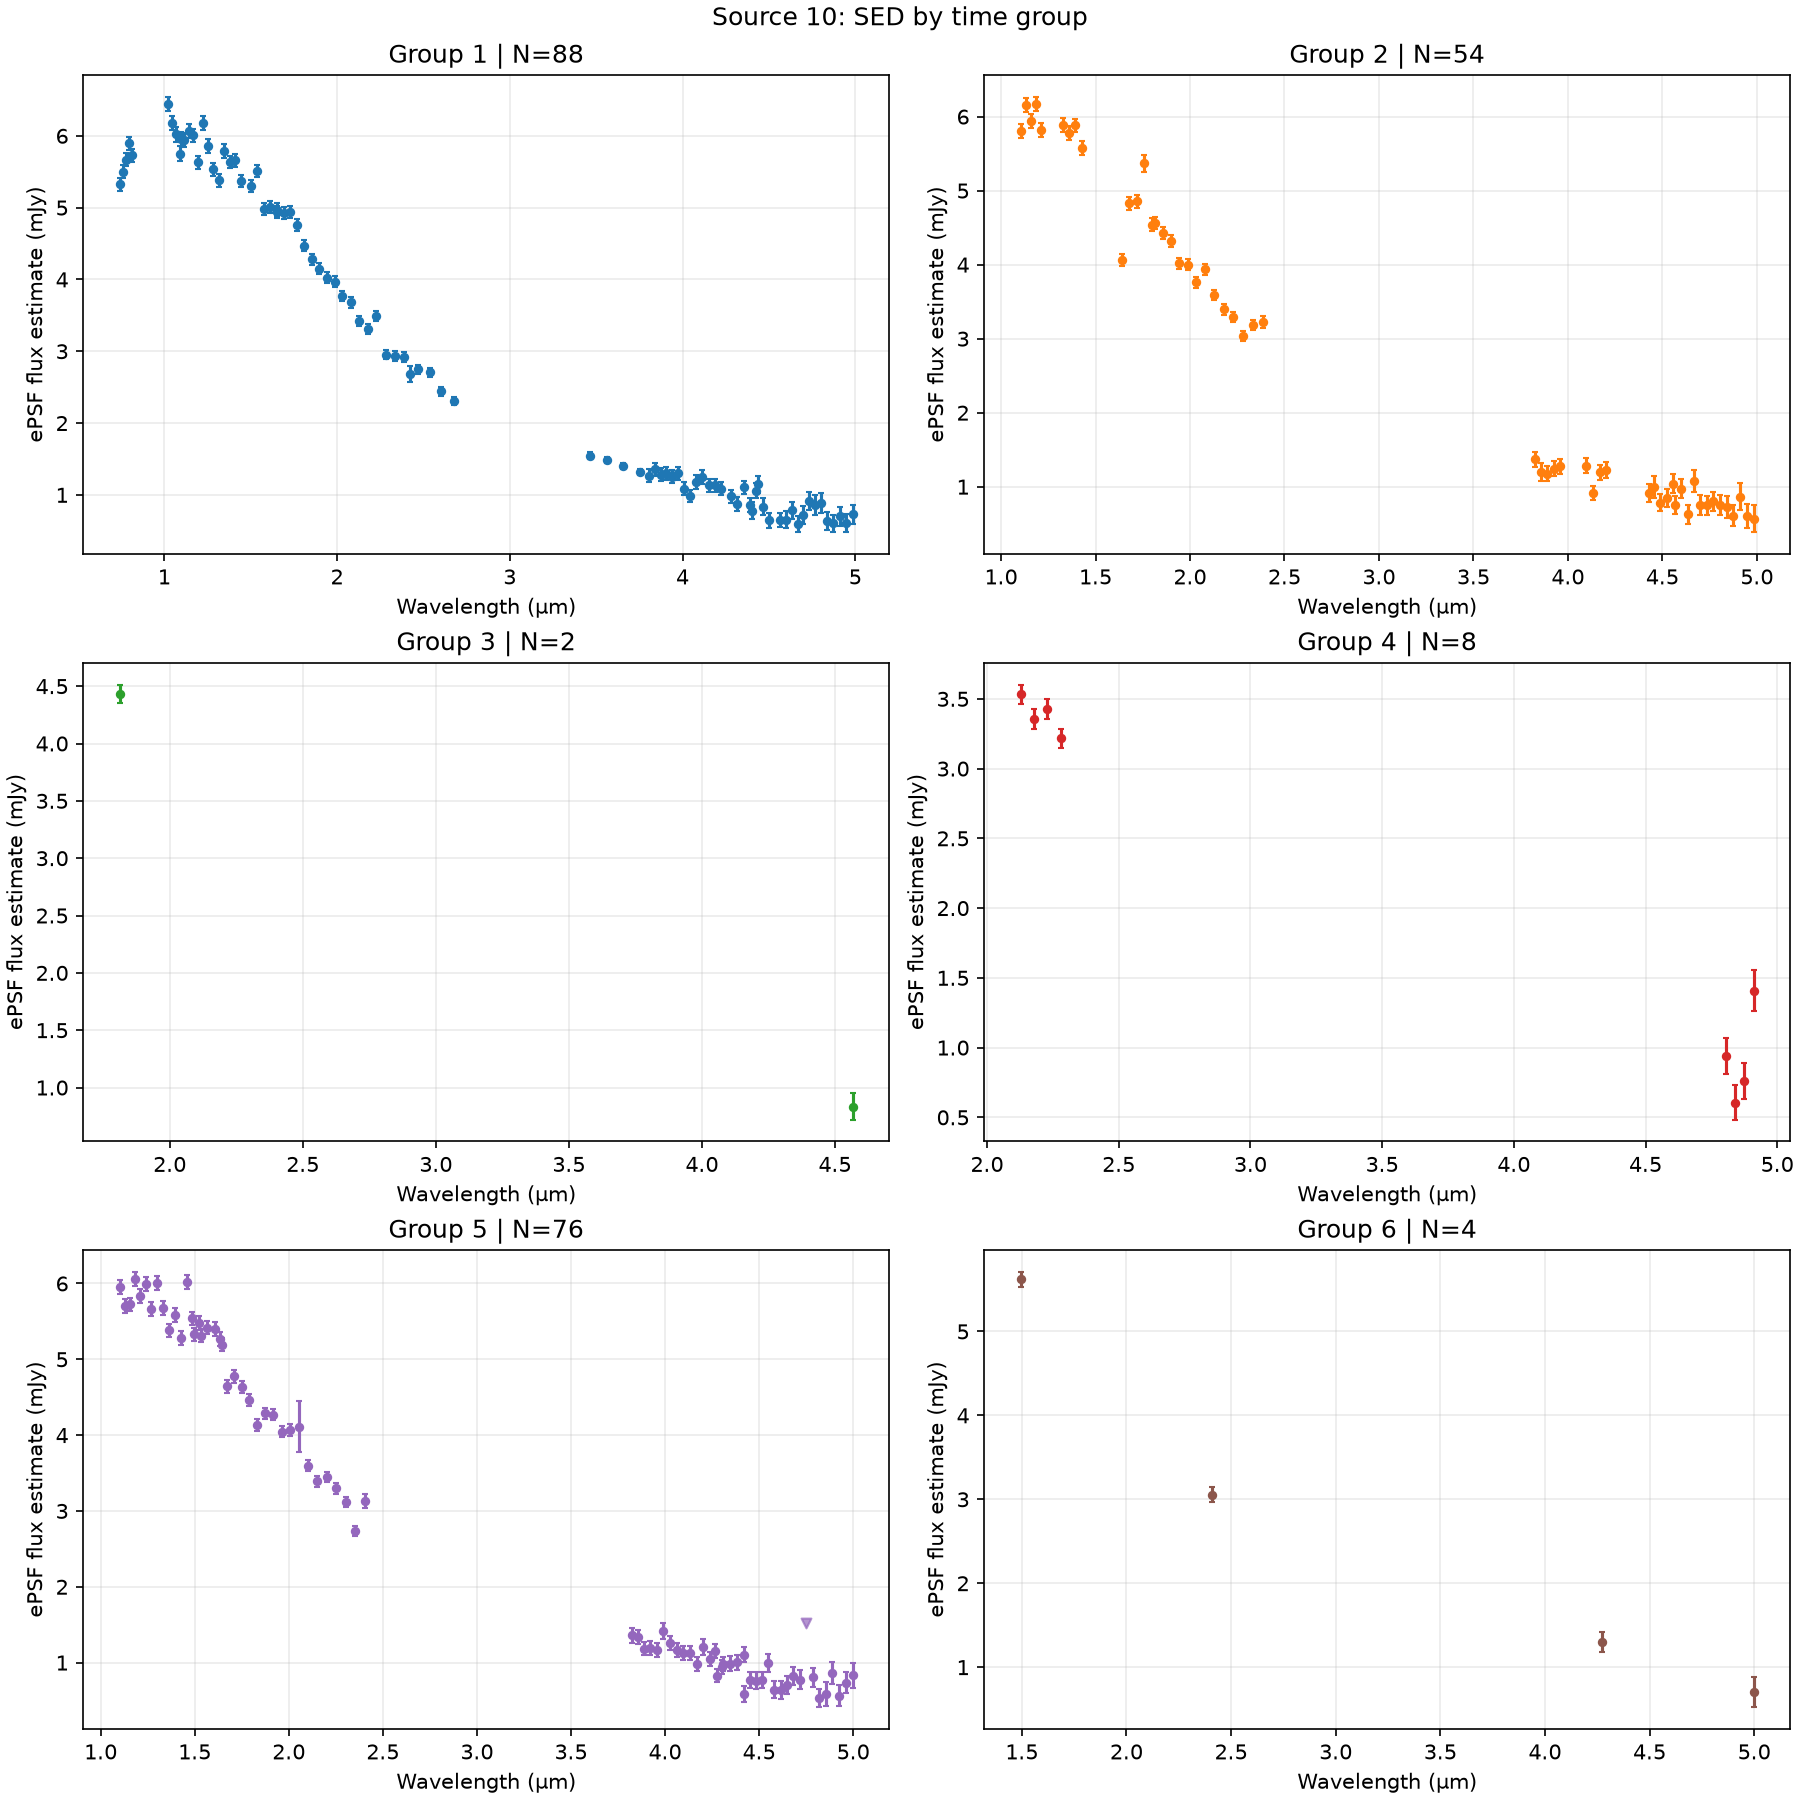 Source 10: SED by time group
Group 1 | N=88
ePSF flux estimate (mJy)
6
5
4
3
2
1
1 2 3 4 5
Wavelength (μm)
Group 2 | N=54
ePSF flux estimate (mJy)
6
5
4
3
2
1
1.0 1.5 2.0 2.5 3.0 3.5 4.0 4.5 5.0
Wavelength (μm)
Group 3 | N=2
ePSF flux estimate (mJy)
4.5
4.0
3.5
3.0
2.5
2.0
1.5
1.0
2.0 2.5 3.0 3.5 4.0 4.5
Wavelength (μm)
Group 4 | N=8
ePSF flux estimate (mJy)
3.5
3.0
2.5
2.0
1.5
1.0
0.5
2.0 2.5 3.0 3.5 4.0 4.5 5.0
Wavelength (μm)
Group 5 | N=76
ePSF flux estimate (mJy)
6
5
4
3
2
1
1.0 1.5 2.0 2.5 3.0 3.5 4.0 4.5 5.0
Wavelength (μm)
Group 6 | N=4
ePSF flux estimate (mJy)
5
4
3
2
1
1.5 2.0 2.5 3.0 3.5 4.0 4.5 5.0
Wavelength (μm)